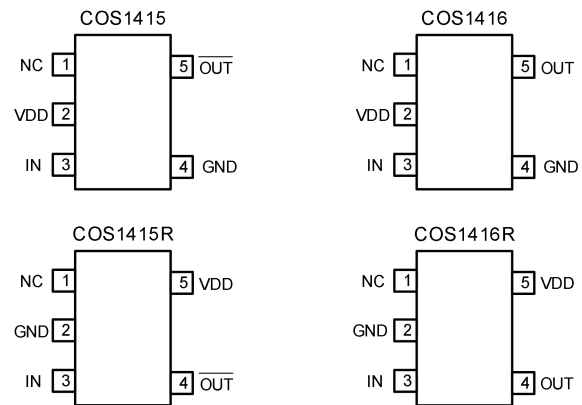 COS1415
NC 1 5 O̅U̅T̅
VDD 2
IN 3 4 GND
COS1416
NC 1 5 OUT
VDD 2
IN 3 4 GND
COS1415R
NC 1 5 VDD
GND 2
IN 3 4 O̅U̅T̅
COS1416R
NC 1 5 VDD
GND 2
IN 3 4 OUT